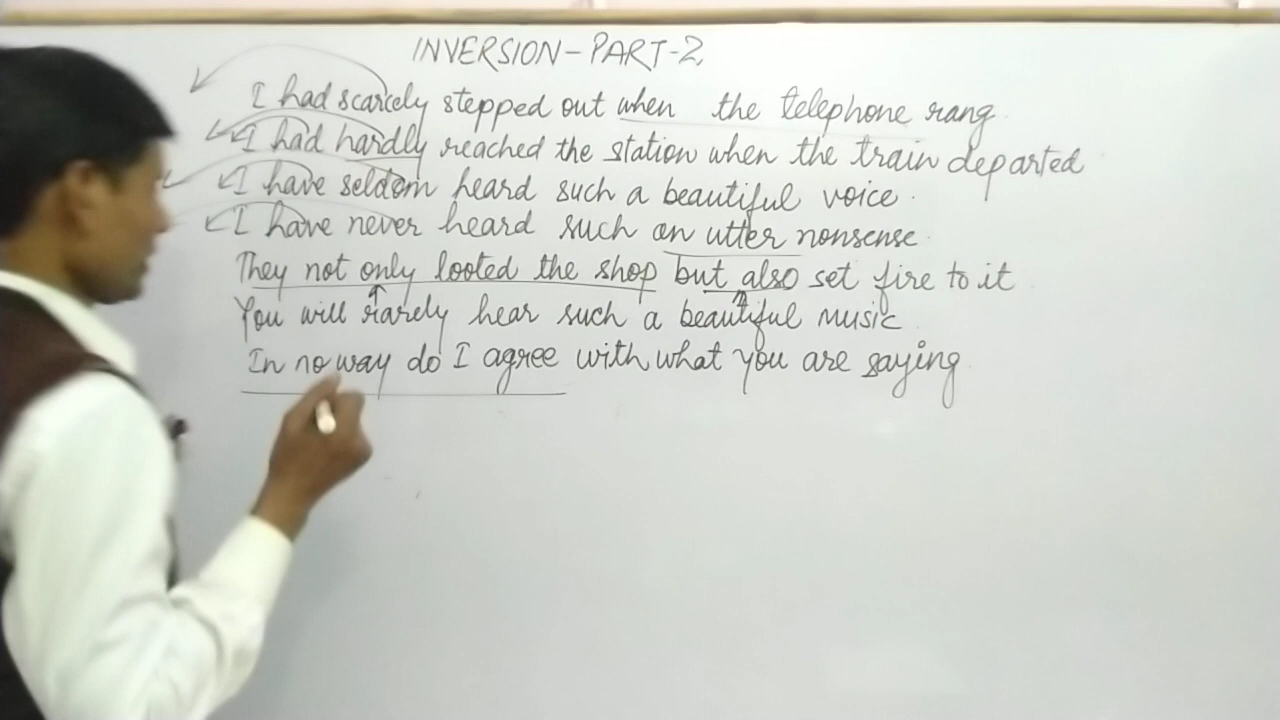 INVERSION - PART-2
I had scarcely stepped out when the telephone rang.
I had hardly reached the station when the train departed
I have seldom heard such a beautiful voice.
I have never heard such an utter nonsense.
They not only looted the shop but also set fire to it.
You will rarely hear such a beautiful music.
In no way do I agree with what you are saying.